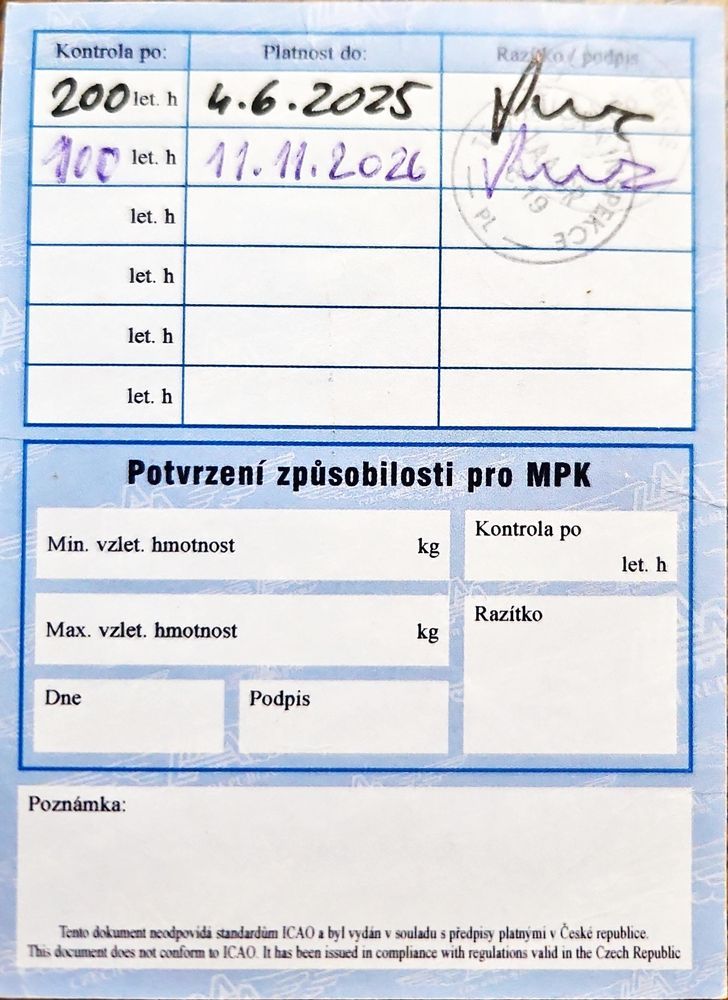 Kontrola po: Platnost do: Razítko / podpis
200 let. h 4.6.2025
100 let. h 11.11.2026
let. h
let. h
let. h
let. h
PL INSPEKCE
19
Potvrzení způsobilosti pro MPK
Min. vzlet. hmotnost kg
Kontrola po
let. h
Max. vzlet. hmotnost kg
Razítko
Dne
Podpis
Poznámka:
Tento dokument neodpovídá standardům ICAO a byl vydán v souladu s předpisy platnými v České republice.
This document does not conform to ICAO. It has been issued in compliance with regulations valid in the Czech Republic